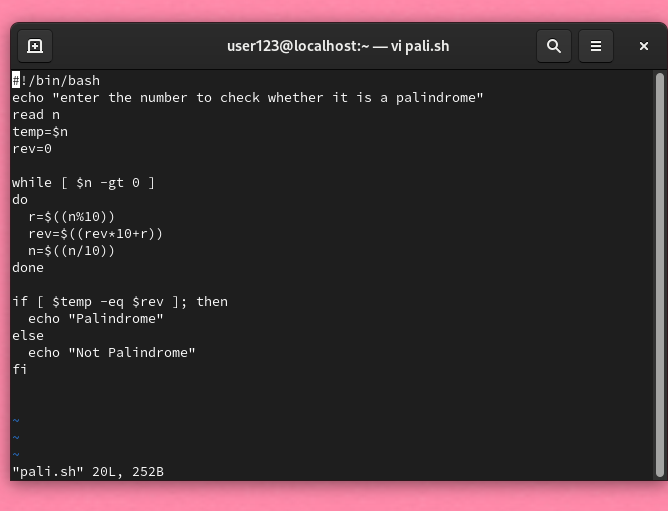 user123@localhost:~ — vi pali.sh
#!/bin/bash
echo "enter the number to check whether it is a palindrome"
read n
temp=$n
rev=0

while [ $n -gt 0 ]
do
  r=$((n%10))
  rev=$((rev*10+r))
  n=$((n/10))
done

if [ $temp -eq $rev ]; then
  echo "Palindrome"
else
  echo "Not Palindrome"
fi

~
~
~
"pali.sh" 20L, 252B